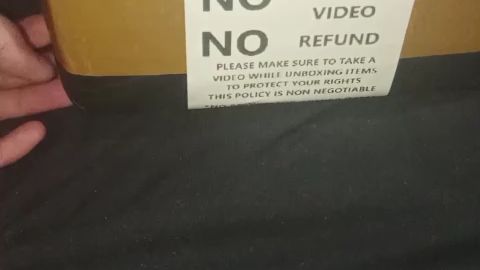 NO VIDEO
NO REFUND
PLEASE MAKE SURE TO TAKE A
VIDEO WHILE UNBOXING ITEMS
TO PROTECT YOUR RIGHTS
THIS POLICY IS NON NEGOTIABLE